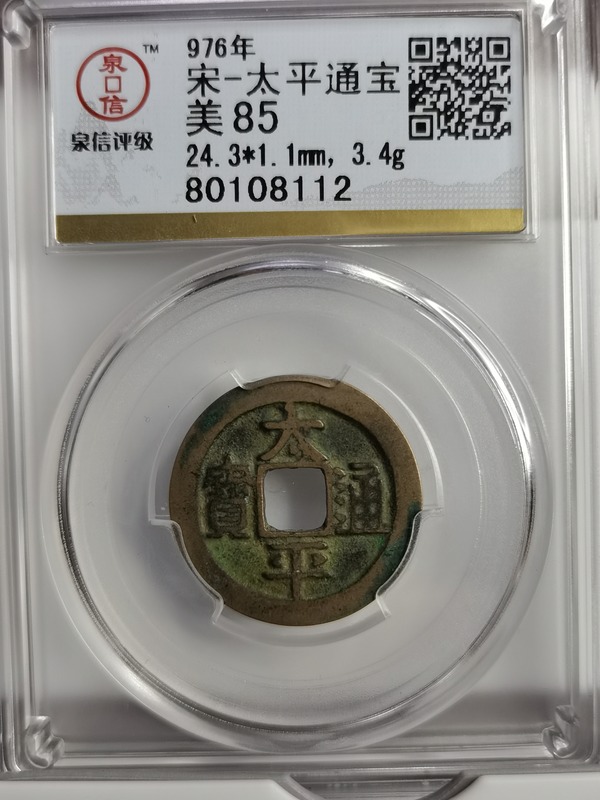 泉
信
TM
泉信评级
976年
宋-太平通宝
美85
24.3*1.1mm, 3.4g
80108112
太
平
通
寶